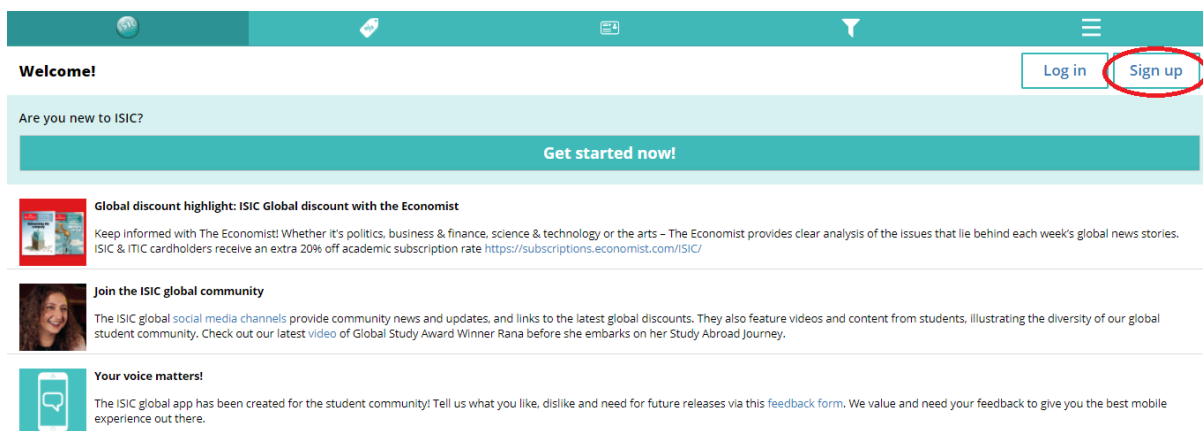 Welcome!
Log in
Sign up
Are you new to ISIC?
Get started now!
Global discount highlight: ISIC Global discount with the Economist
Keep informed with The Economist! Whether it's politics, business & finance, science & technology or the arts – The Economist provides clear analysis of the issues that lie behind each week's global news stories.
ISIC & ITIC cardholders receive an extra 20% off academic subscription rate https://subscriptions.economist.com/ISIC/
Join the ISIC global community
The ISIC global social media channels provide community news and updates, and links to the latest global discounts. They also feature videos and content from students, illustrating the diversity of our global
student community. Check out our latest video of Global Study Award Winner Rana before she embarks on her Study Abroad Journey.
Your voice matters!
The ISIC global app has been created for the student community! Tell us what you like, dislike and need for future releases via this feedback form. We value and need your feedback to give you the best mobile
experience out there.